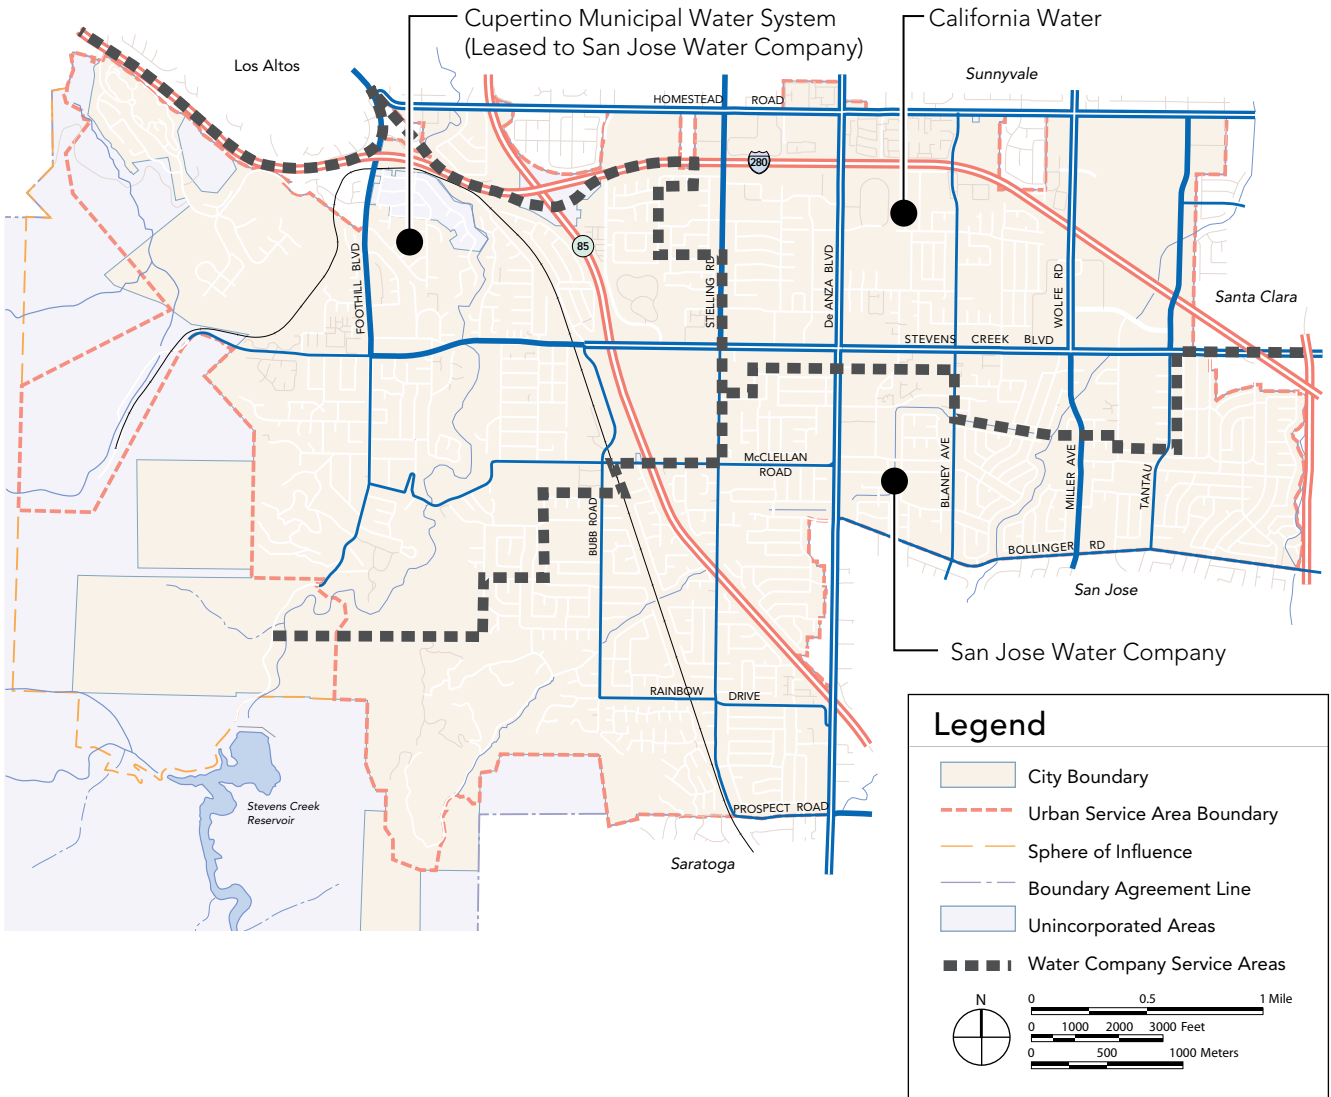 Cupertino Municipal Water System
(Leased to San Jose Water Company)
California Water
Los Altos
Sunnyvale
HOMESTEAD ROAD
280
85
FOOTHILL BLVD
STELLING RD
De ANZA BLVD
WOLFE RD
Santa Clara
STEVENS CREEK BLVD
McCLELLAN
ROAD
BUBB ROAD
BLANEY AVE
MILLER AVE
TANTAU
BOLLINGER RD
San Jose
San Jose Water Company
RAINBOW DRIVE
Stevens Creek
Reservoir
PROSPECT ROAD
Saratoga
Legend
City Boundary
Urban Service Area Boundary
Sphere of Influence
Boundary Agreement Line
Unincorporated Areas
Water Company Service Areas
N
0 0.5 1 Mile
0 1000 2000 3000 Feet
0 500 1000 Meters